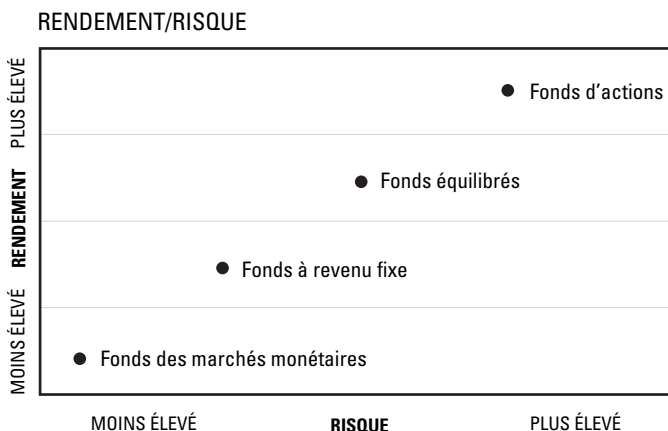 RENDEMENT/RISQUE
PLUS ÉLEVÉ
RENDEMENT
MOINS ÉLEVÉ
Fonds d’actions
Fonds équilibrés
Fonds à revenu fixe
Fonds des marchés monétaires
MOINS ÉLEVÉ
RISQUE
PLUS ÉLEVÉ